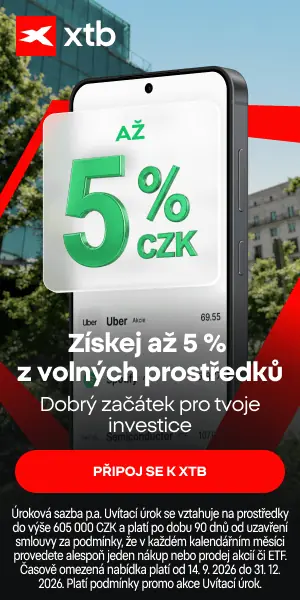 xtb
AŽ
5 %
CZK
Uber Uber Akcie 69.55
Získej až 5 %
z volných prostředků
Dobrý začátek pro tvoje
investice
PŘIPOJ SE K XTB
Úroková sazba p.a. Uvítací úrok se vztahuje na prostředky
do výše 605 000 CZK a platí po dobu 90 dnů od uzavření
smlouvy za podmínky, že v každém kalendářním měsíci
provedete alespoň jeden nákup nebo prodej akcií či ETF.
Časově omezená nabídka platí od 14. 9. 2026 do 31. 12.
2026. Platí podmínky promo akce Uvítací úrok.